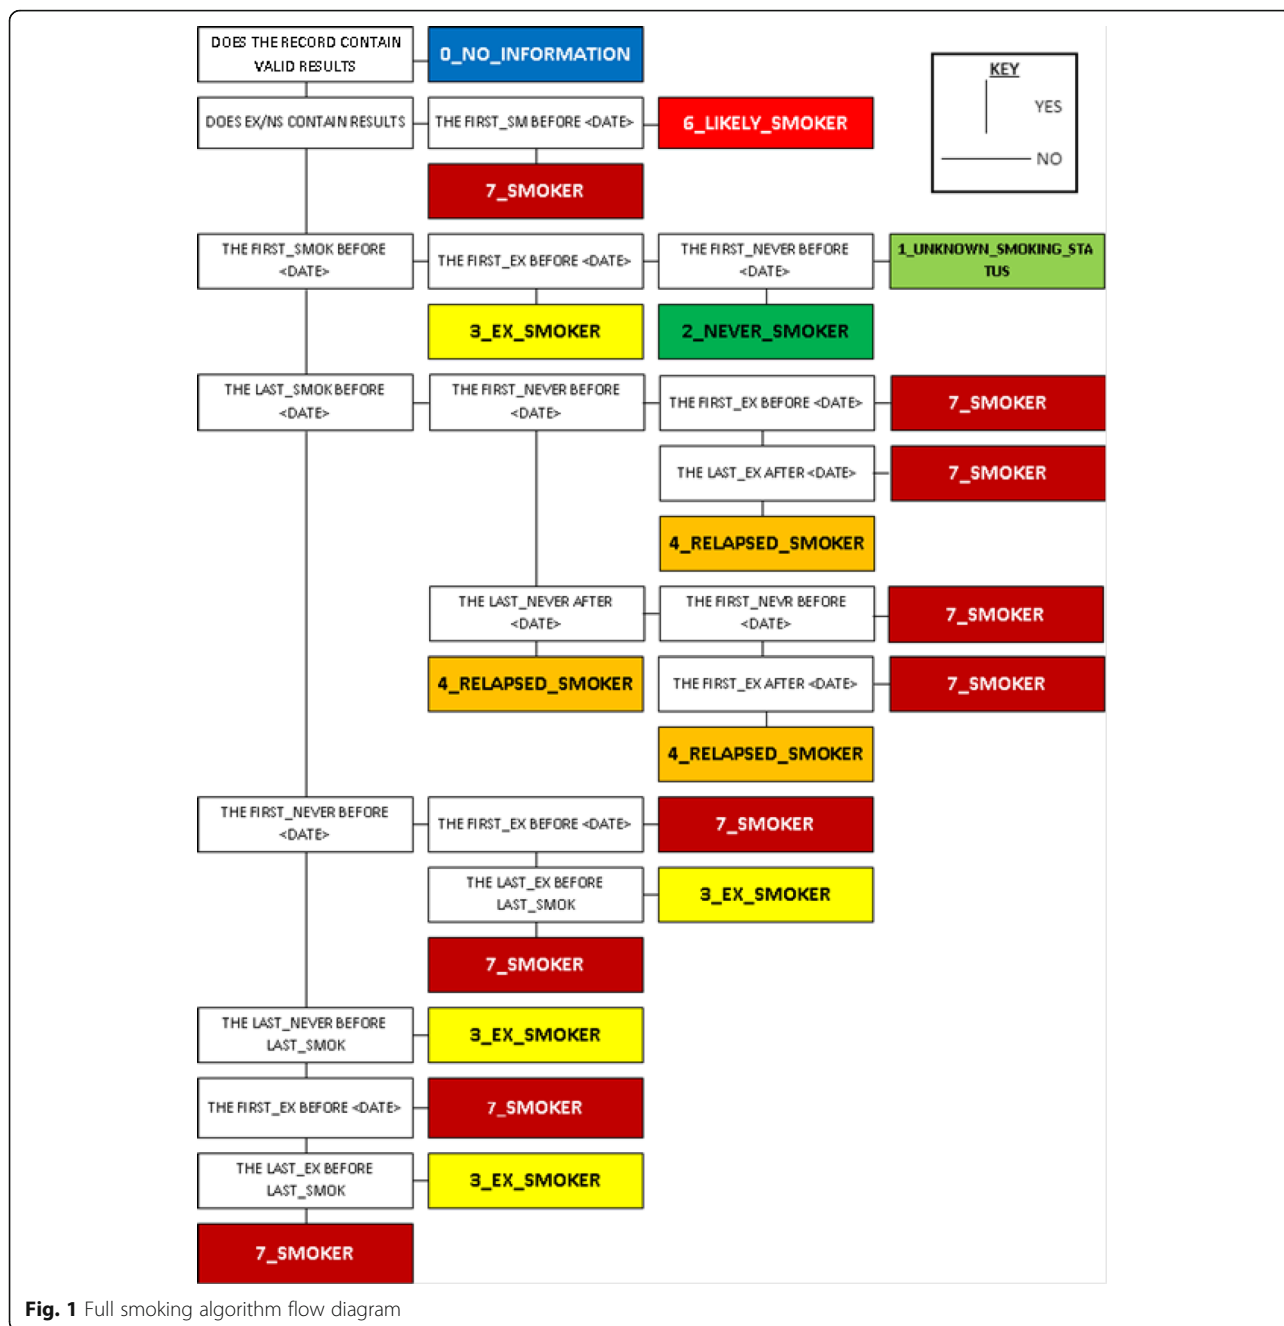 DOES THE RECORD CONTAIN
VALID RESULTS
0_NO_INFORMATION
KEY
YES
NO
DOES EX/NS CONTAIN RESULTS
THE FIRST_SM BEFORE <DATE>
6_LIKELY_SMOKER
7_SMOKER
THE FIRST_SMOK BEFORE
<DATE>
THE FIRST_EX BEFORE <DATE>
THE FIRST_NEVER BEFORE
<DATE>
1_UNKNOWN_SMOKING_STA
TUS
3_EX_SMOKER
2_NEVER_SMOKER
THE LAST_SMOK BEFORE
<DATE>
THE FIRST_NEVER BEFORE
<DATE>
THE FIRST_EX BEFORE <DATE>
7_SMOKER
THE LAST_EX AFTER <DATE>
7_SMOKER
4_RELAPSED_SMOKER
THE LAST_NEVER AFTER
<DATE>
THE FIRST_NEVR BEFORE
<DATE>
7_SMOKER
4_RELAPSED_SMOKER
THE FIRST_EX AFTER <DATE>
7_SMOKER
4_RELAPSED_SMOKER
THE FIRST_NEVER BEFORE
<DATE>
THE FIRST_EX BEFORE <DATE>
7_SMOKER
THE LAST_EX BEFORE
LAST_SMOK
3_EX_SMOKER
7_SMOKER
THE LAST_NEVER BEFORE
LAST_SMOK
3_EX_SMOKER
THE FIRST_EX BEFORE <DATE>
7_SMOKER
THE LAST_EX BEFORE
LAST_SMOK
3_EX_SMOKER
7_SMOKER
Fig. 1 Full smoking algorithm flow diagram